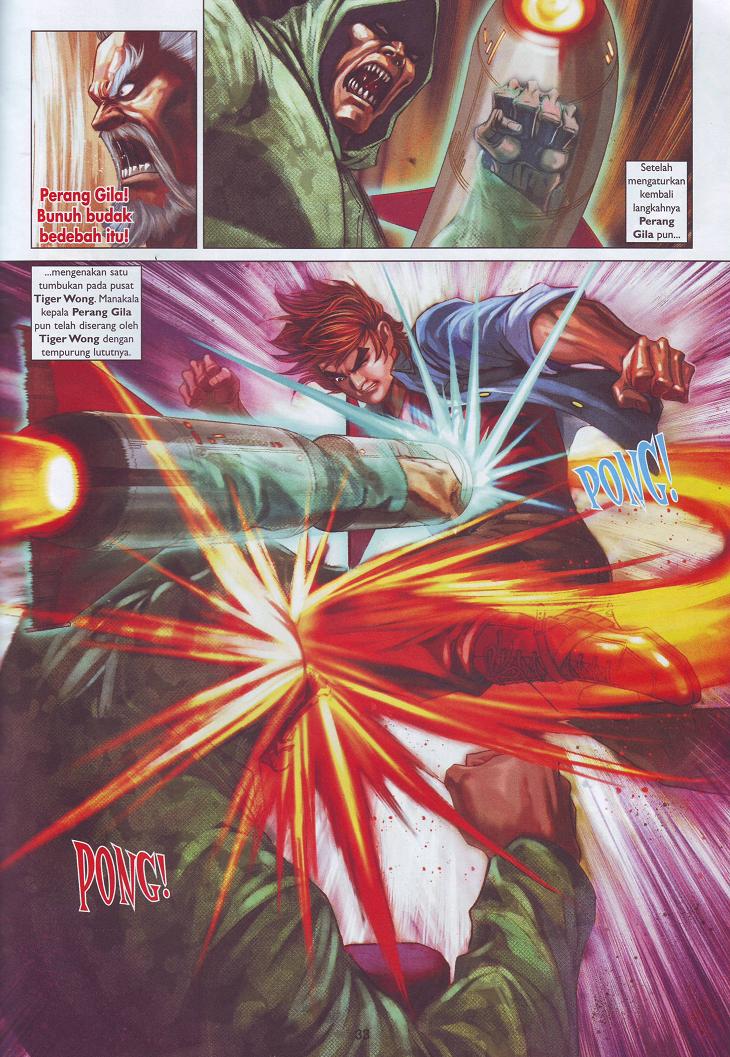 Perang Gila!
Bunuh budak
bedebah itu!
Setelah
mengaturkan
kembali
langkahnya
Perang
Gila pun...
...mengenakan satu
tumbukan pada pusat
Tiger Wong. Manakala
kepala Perang Gila
pun telah diserang oleh
Tiger Wong dengan
tempurung lututnya.
PONG!
PONG!
33